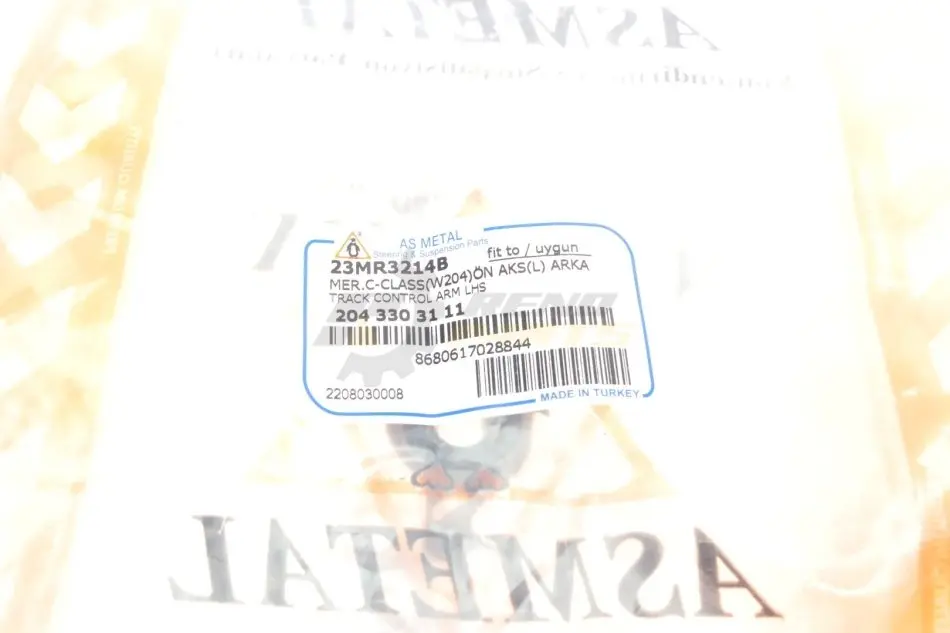 ASMETAL
AS METAL
Steering & Suspension Parts
fit to / uygun
23MR3214B
MER.C-CLASS(W204)ÖN AKS(L) ARKA
TRACK CONTROL ARM LHS
204 330 31 11
8680617028844
2208030008
MADE IN TURKEY
ASMETAL